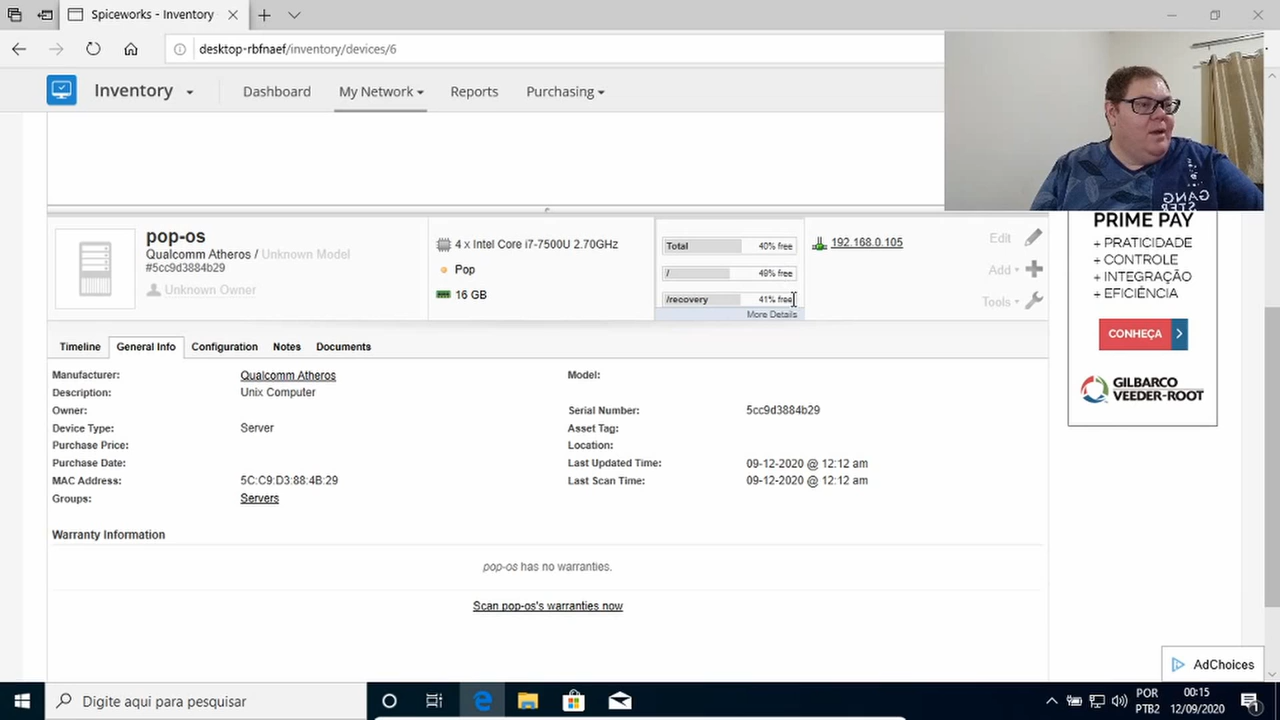 Spiceworks - Inventory
desktop-rbfnaef/inventory/devices/6
Inventory Dashboard My Network Reports Purchasing
GANG
STER
pop-os
Qualcomm Atheros / Unknown Model
#5cc9d3884b29
Unknown Owner
4 x Intel Core i7-7500U 2.70GHz
Pop
16 GB
Total 40% free
/ 49% free
/recovery 41% free
More Details
192.168.0.105
Edit
Add
Tools
PRIME PAY
+ PRATICIDADE
+ CONTROLE
+ INTEGRAÇÃO
+ EFICIÊNCIA
CONHEÇA
GILBARCO
VEEDER-ROOT
Timeline General Info Configuration Notes Documents
Manufacturer: Qualcomm Atheros
Description: Unix Computer
Owner:
Device Type: Server
Purchase Price:
Purchase Date:
MAC Address: 5C:C9:D3:88:4B:29
Groups: Servers
Model:
Serial Number: 5cc9d3884b29
Asset Tag:
Location:
Last Updated Time: 09-12-2020 @ 12:12 am
Last Scan Time: 09-12-2020 @ 12:12 am
Warranty Information
pop-os has no warranties.
Scan pop-os's warranties now
AdChoices
Digite aqui para pesquisar
POR
PTB2
00:15
12/09/2020
1